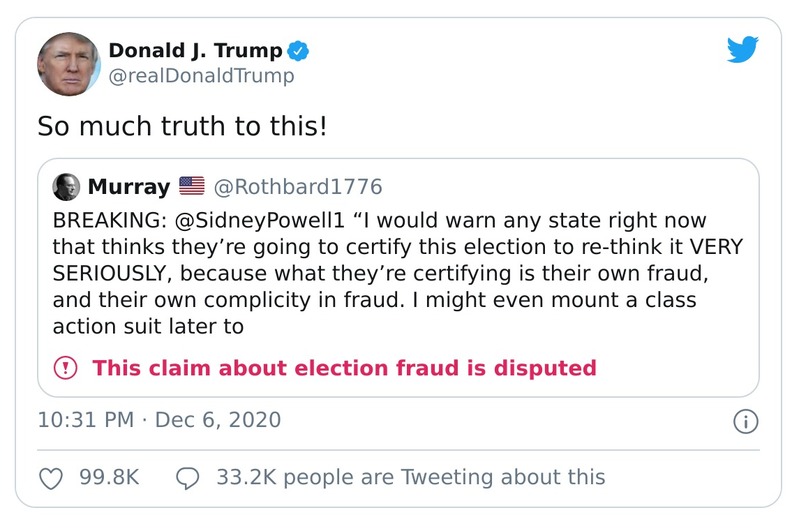 Donald J. Trump
@realDonaldTrump
So much truth to this!
Murray 🇺🇸 @Rothbard1776
BREAKING: @SidneyPowell1 “I would warn any state right now
that thinks they’re going to certify this election to re-think it VERY
SERIOUSLY, because what they’re certifying is their own fraud,
and their own complicity in fraud. I might even mount a class
action suit later to
This claim about election fraud is disputed
10:31 PM · Dec 6, 2020
99.8K 33.2K people are Tweeting about this